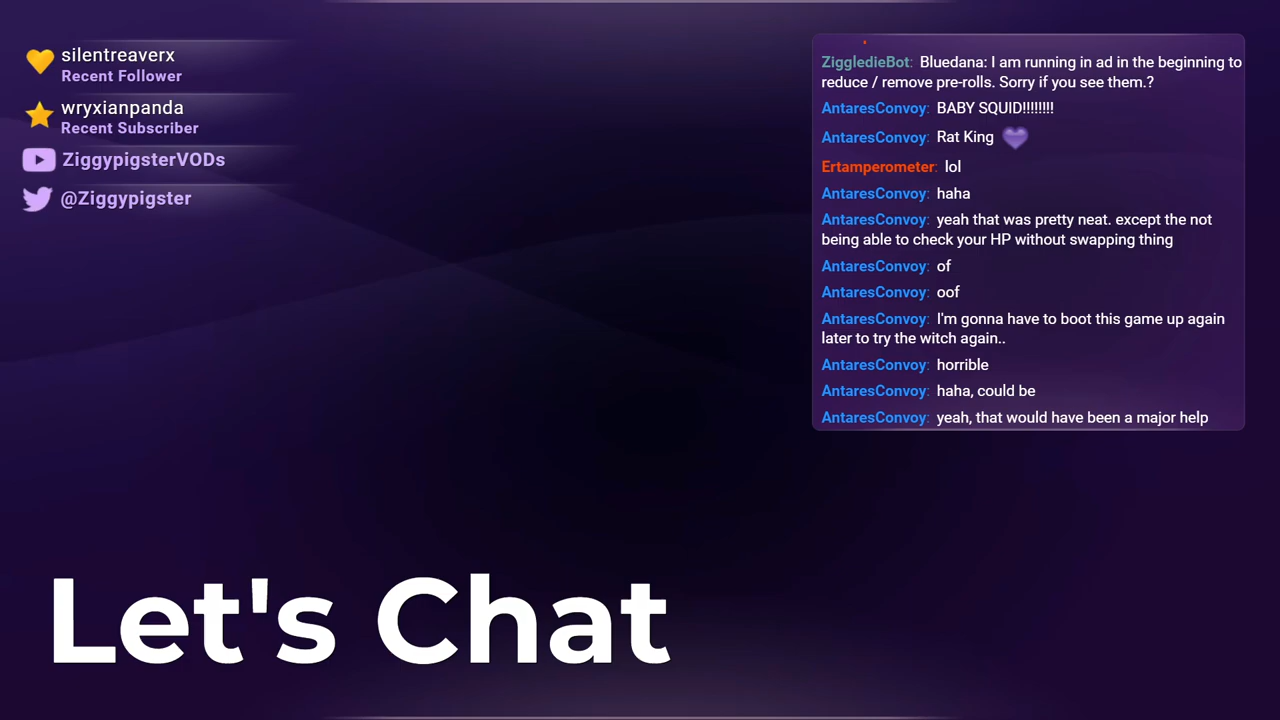 silentreaverx
Recent Follower
wryxianpanda
Recent Subscriber
ZiggypigsterVODs
@Ziggypigster
ZiggledieBot: Bluedana: I am running in ad in the beginning to
reduce / remove pre-rolls. Sorry if you see them.?
AntaresConvoy: BABY SQUID!!!!!!!!
AntaresConvoy: Rat King
Ertamperometer: lol
AntaresConvoy: haha
AntaresConvoy: yeah that was pretty neat. except the not
being able to check your HP without swapping thing
AntaresConvoy: of
AntaresConvoy: oof
AntaresConvoy: I'm gonna have to boot this game up again
later to try the witch again..
AntaresConvoy: horrible
AntaresConvoy: haha, could be
AntaresConvoy: yeah, that would have been a major help
Let's Chat